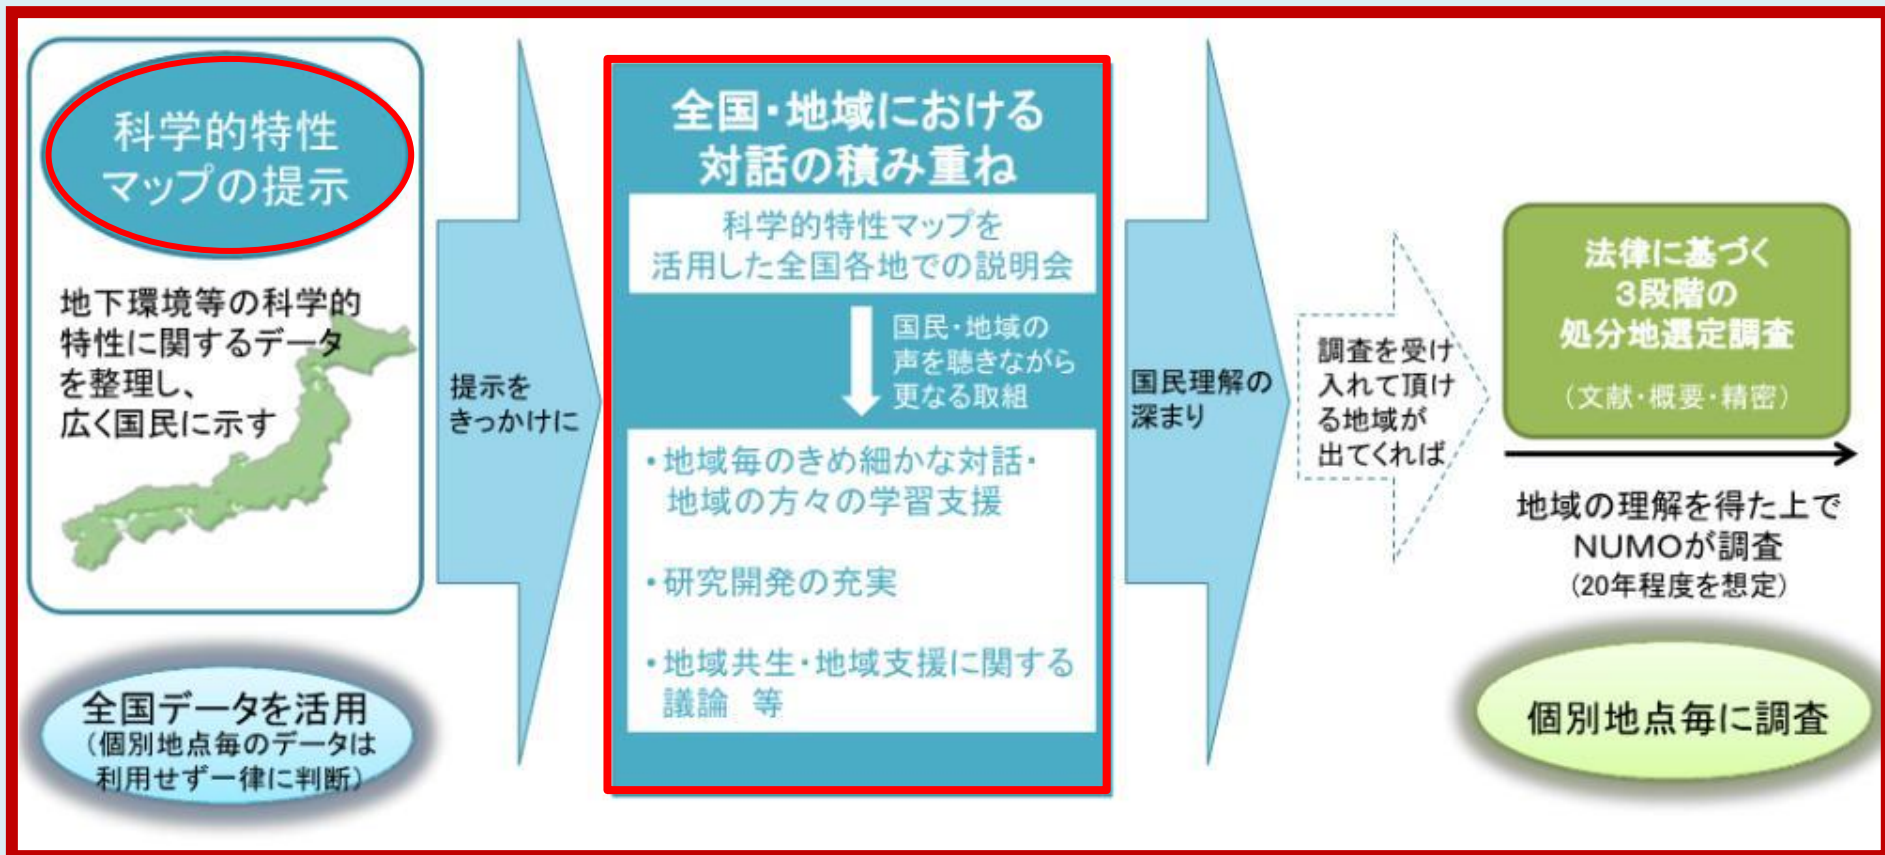 科学的特性
マップの提示
地下環境等の科学的
特性に関するデータ
を整理し、
広く国民に示す
全国データを活用
（個別地点毎のデータは
利用せず一律に判断）
提示を
きっかけに
全国・地域における
対話の積み重ね
科学的特性マップを
活用した全国各地での説明会
国民・地域の
声を聴きながら
更なる取組
・地域毎のきめ細かな対話・
地域の方々の学習支援
・研究開発の充実
・地域共生・地域支援に関する
議論　等
国民理解の
深まり
調査を受け
入れて頂け
る地域が
出てくれば
法律に基づく
３段階の
処分地選定調査
（文献・概要・精密）
地域の理解を得た上で
NUMOが調査
（20年程度を想定）
個別地点毎に調査